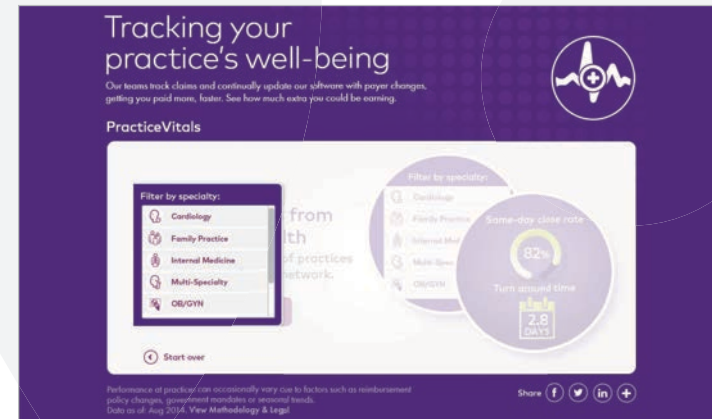 Tracking your
practice's well-being
Our teams track claims and continually update our software with payer changes,
getting you paid more, faster. See how much extra you could be earning.
PracticeVitals
Filter by specialty:
Cardiology
Family Practice
Internal Medicine
Multi-Specialty
OB/GYN
from
lth
of practices
network.
Filter by specialty:
Cardiology
Family Practice
Internal Med
Multi-Spec
OB/GYN
Same-day close rate
82%
Turn around time
2.8
DAYS
Start over
Performance at practices can occasionally vary due to factors such as reimbursement
policy changes, government mandates or seasonal trends.
Data as of: Aug 2014. View Methodology & Legal
Share